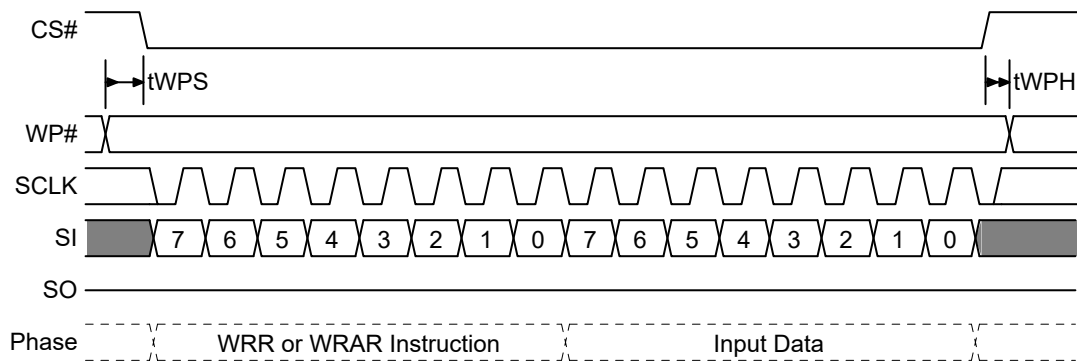 CS#
tWPS tWPH
WP#
SCLK
SI 7 6 5 4 3 2 1 0 7 6 5 4 3 2 1 0
SO
Phase WRR or WRAR Instruction Input Data